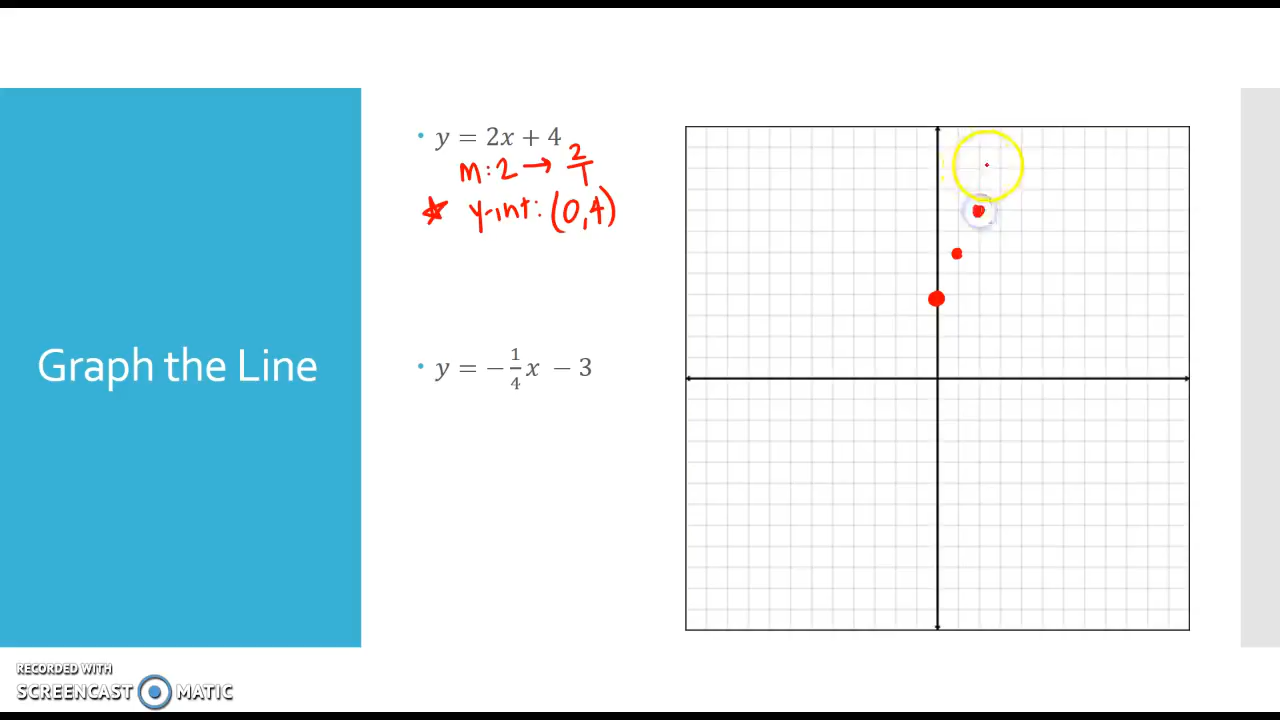 • y = 2x + 4
m: 2 → 2/1
★ y-int: (0,4)
Graph the Line
• y = -1/4 x - 3
RECORDED WITH
SCREENCAST MATIC